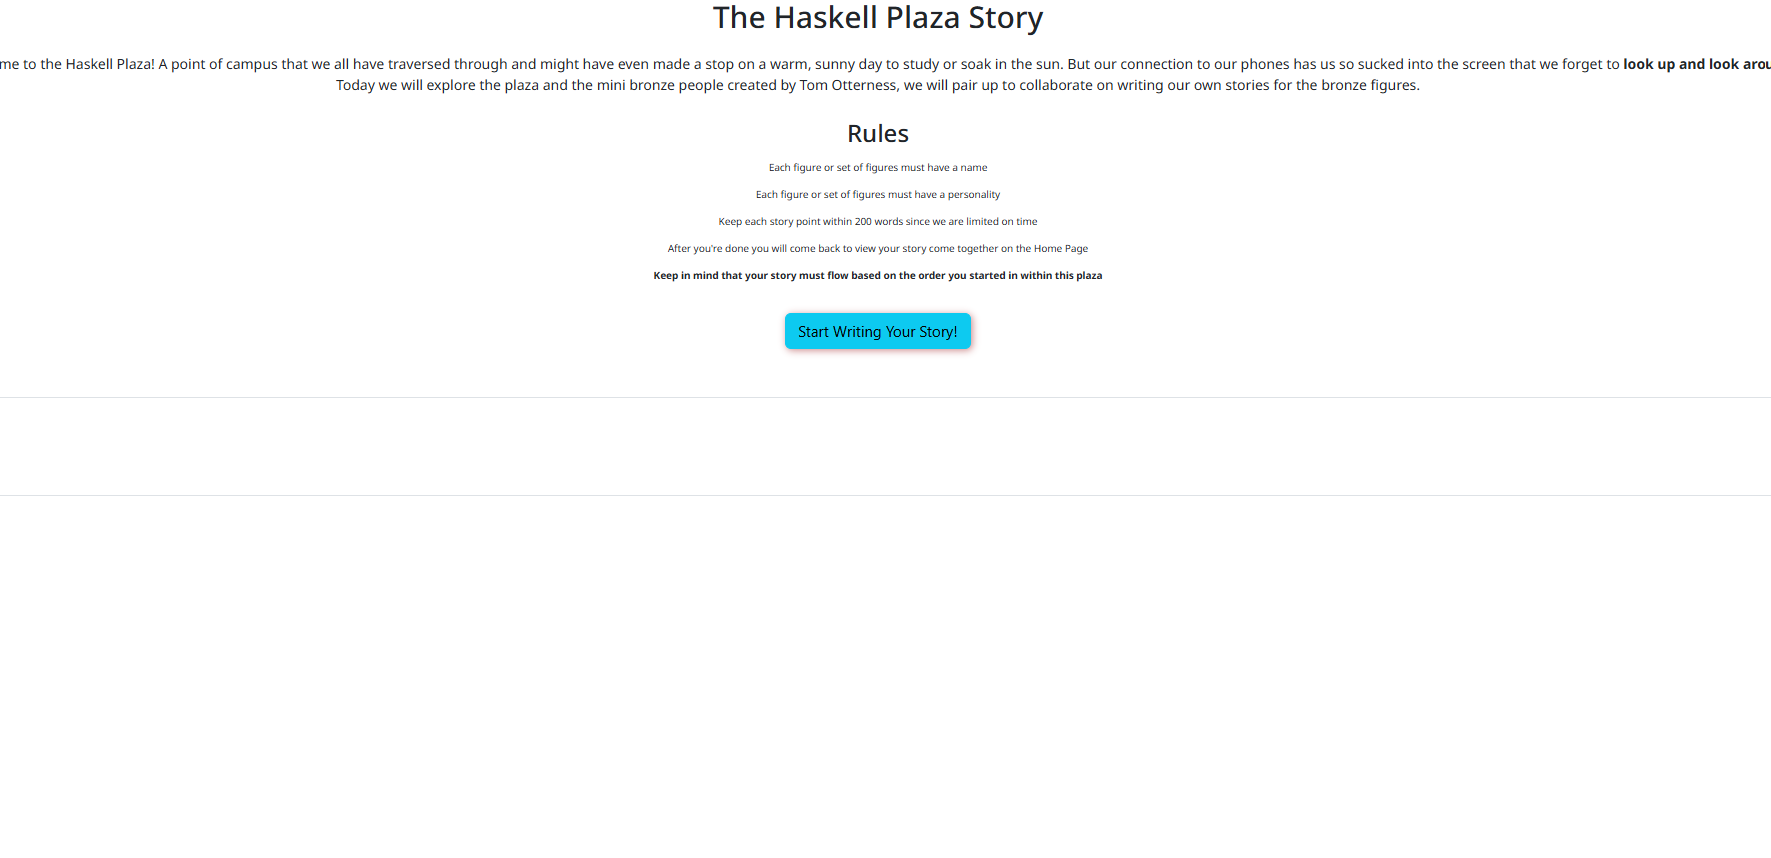 The Haskell Plaza Story
me to the Haskell Plaza! A point of campus that we all have traversed through and might have even made a stop on a warm, sunny day to study or soak in the sun. But our connection to our phones has us so sucked into the screen that we forget to look up and look arou
Today we will explore the plaza and the mini bronze people created by Tom Otterness, we will pair up to collaborate on writing our own stories for the bronze figures.
Rules
Each figure or set of figures must have a name
Each figure or set of figures must have a personality
Keep each story point within 200 words since we are limited on time
After you're done you will come back to view your story come together on the Home Page
Keep in mind that your story must flow based on the order you started in within this plaza
Start Writing Your Story!